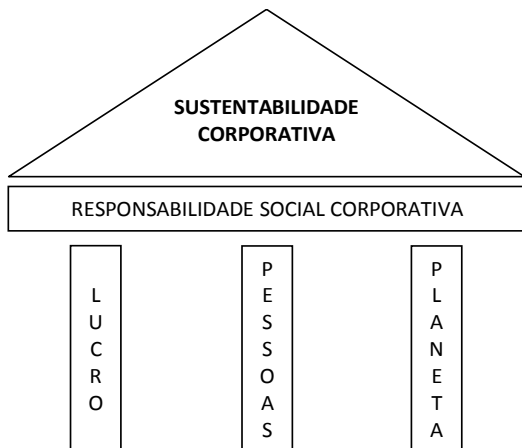 SUSTENTABILIDADE
CORPORATIVA
RESPONSABILIDADE SOCIAL CORPORATIVA
LUCRO
PESSOAS
PLANETA